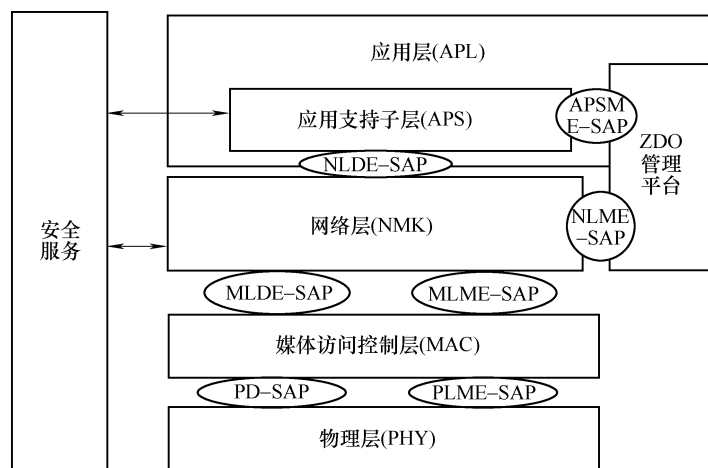 应用层(APL)
应用支持子层(APS)
APSM
E–SAP
ZDO
管理
平台
NLDE–SAP
安全
服务
网络层(NMK)
NLME
–SAP
MLDE–SAP
MLME–SAP
媒体访问控制层(MAC)
PD–SAP
PLME–SAP
物理层(PHY)